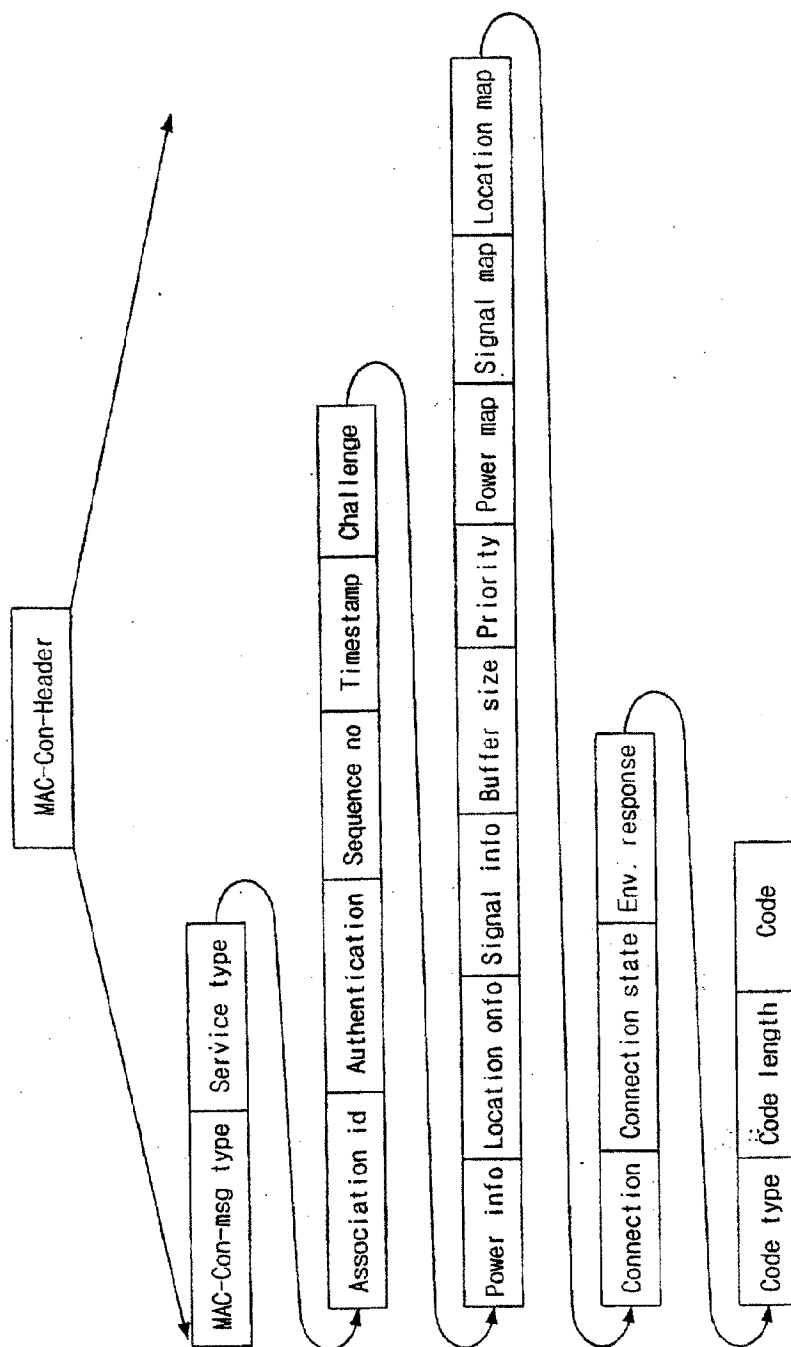 MAC-Con-Header
MAC-Con-msg type Service type
Association id Authentication Sequence no Timestamp Challenge
Power info Location onfo Signal info Buffer size Priority Power map Signal map Location map
Connection Connection state Env. response
Code type Code length Code